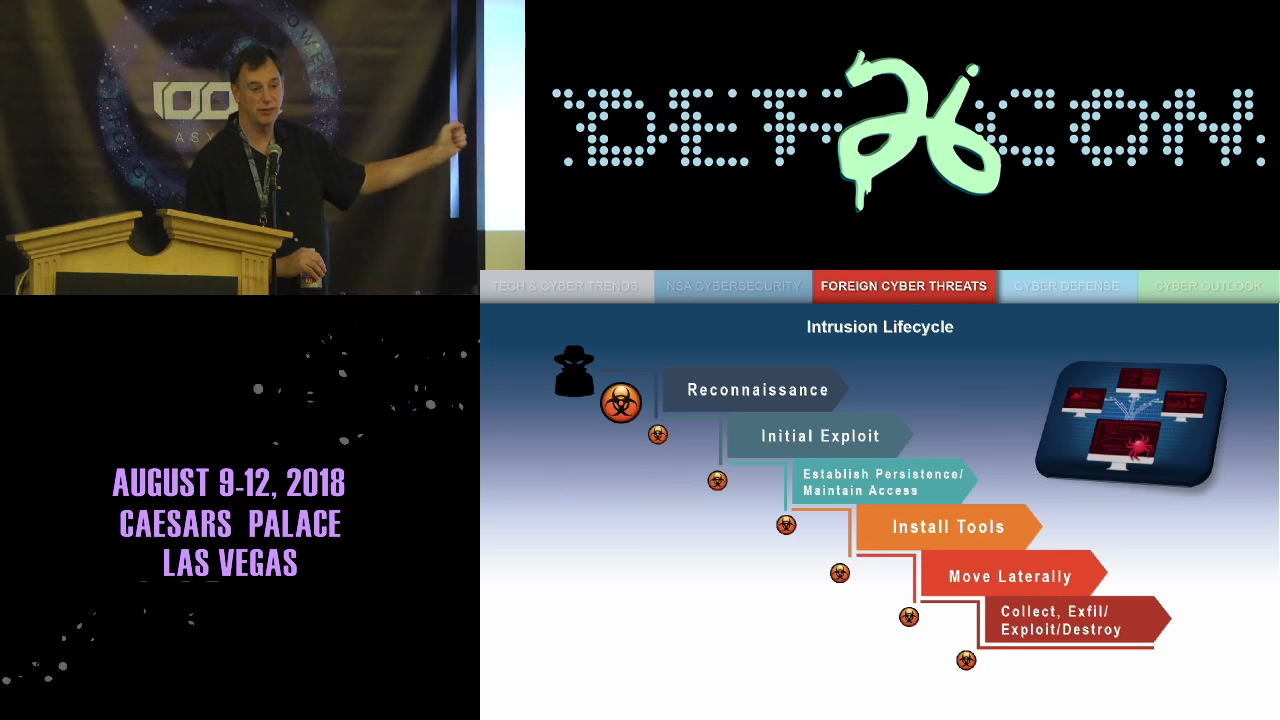 DEF 26 CON
TECH & CYBER TRENDS
NSA CYBERSECURITY
FOREIGN CYBER THREATS
CYBER DEFENSE
CYBER OUTLOOK
Intrusion Lifecycle
Reconnaissance
Initial Exploit
Establish Persistence/
Maintain Access
Install Tools
Move Laterally
Collect, Exfil/
Exploit/Destroy
AUGUST 9-12, 2018
CAESARS PALACE
LAS VEGAS